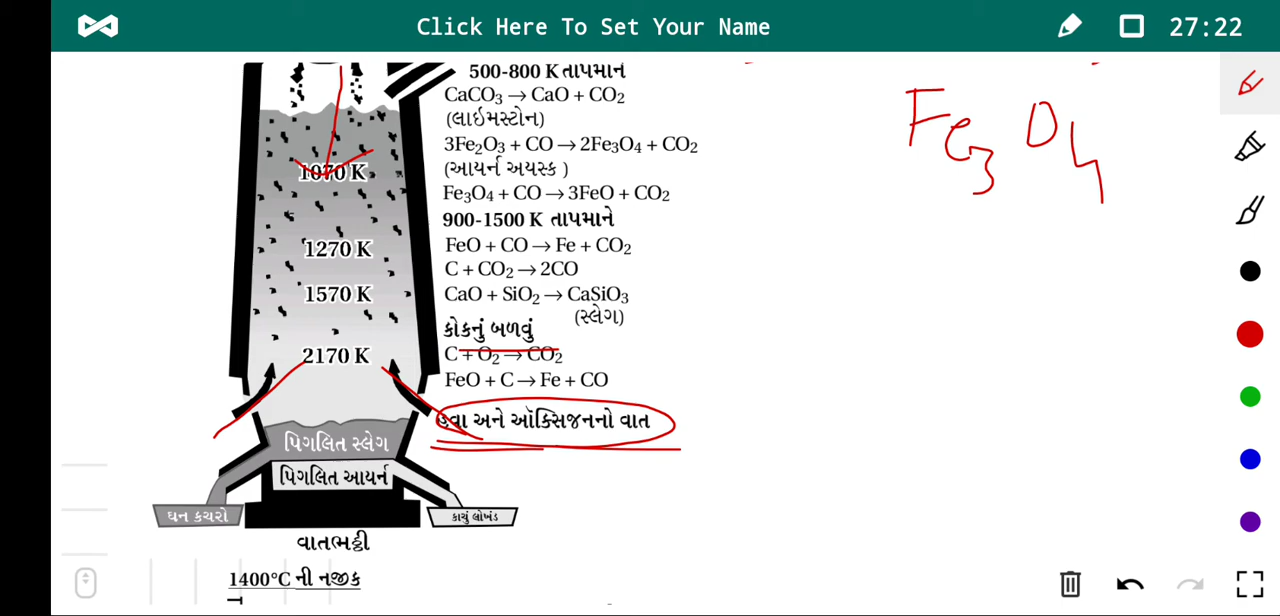 Click Here To Set Your Name
27:22
500-800 K તાપમાને
CaCO₃ → CaO + CO₂
(લાઇમસ્ટોન)
3Fe₂O₃ + CO → 2Fe₃O₄ + CO₂
(આયર્ન અયસ્ક)
Fe₃O₄ + CO → 3FeO + CO₂
900-1500 K તાપમાને
FeO + CO → Fe + CO₂
C + CO₂ → 2CO
CaO + SiO₂ → CaSiO₃
(સ્લેગ)
કોકનું બળવું
C + O₂ → CO₂
FeO + C → Fe + CO
હવા અને ઑક્સિજનનો વાત
1070 K
1270 K
1570 K
2170 K
પિગલિત સ્લેગ
પિગલિત આયર્ન
ઘન કચરો
કાચું લોખંડ
વાતભઠ્ઠી
1400°C ની નજીક
Fe₃O₄